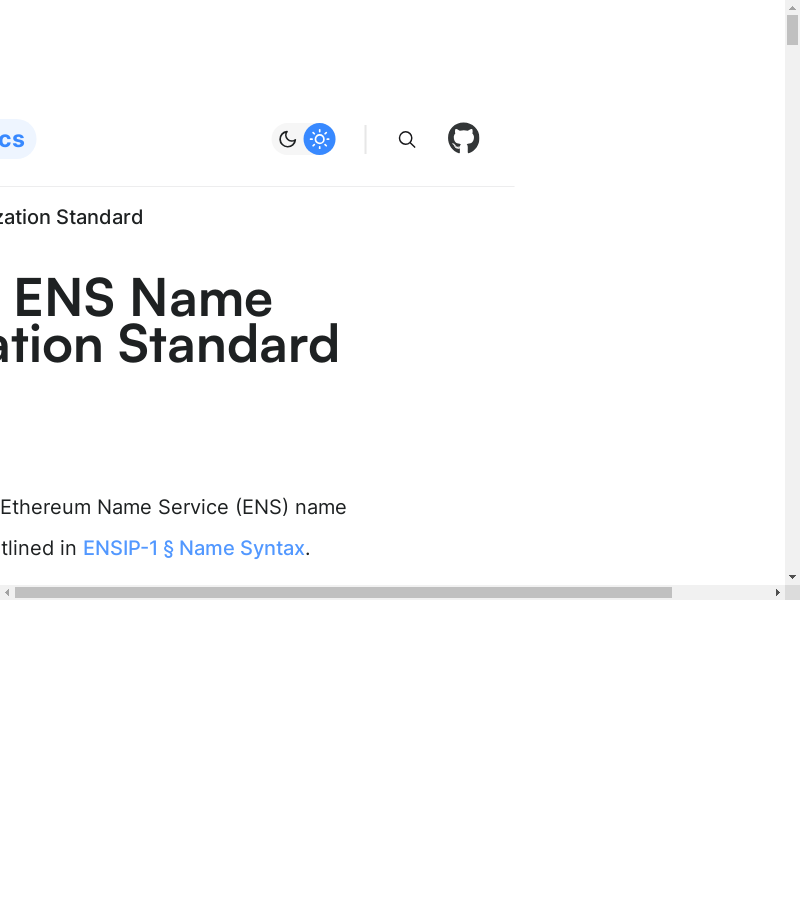 cs
zation Standard
ENS Name
ation Standard
Ethereum Name Service (ENS) name
tlined in ENSIP-1 § Name Syntax.